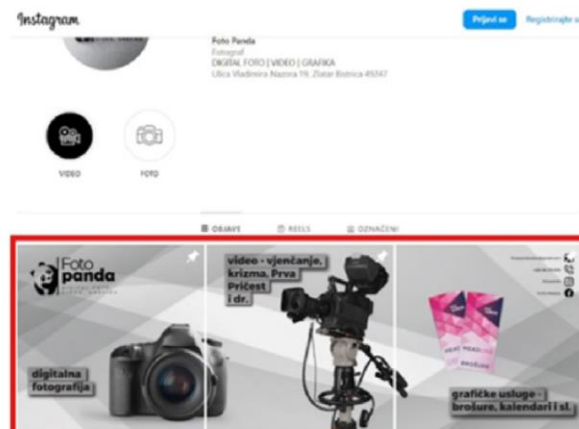 Instagram
Prijavi se
Registrirajte se
Foto Panda
Fotograf
DIGITAL FOTO | VIDEO | GRAFIKA
Ulica Vladimira Nazora 19, Zlatar Bistrica 49247
VIDEO
FOTO
OBJAVE
REELS
OZNAČENI
Foto
panda
digitalna
fotografija
video - vjenčanje,
krizma, Prva
Pričest
i dr.
grafičke usluge -
brošure, kalendari i sl.